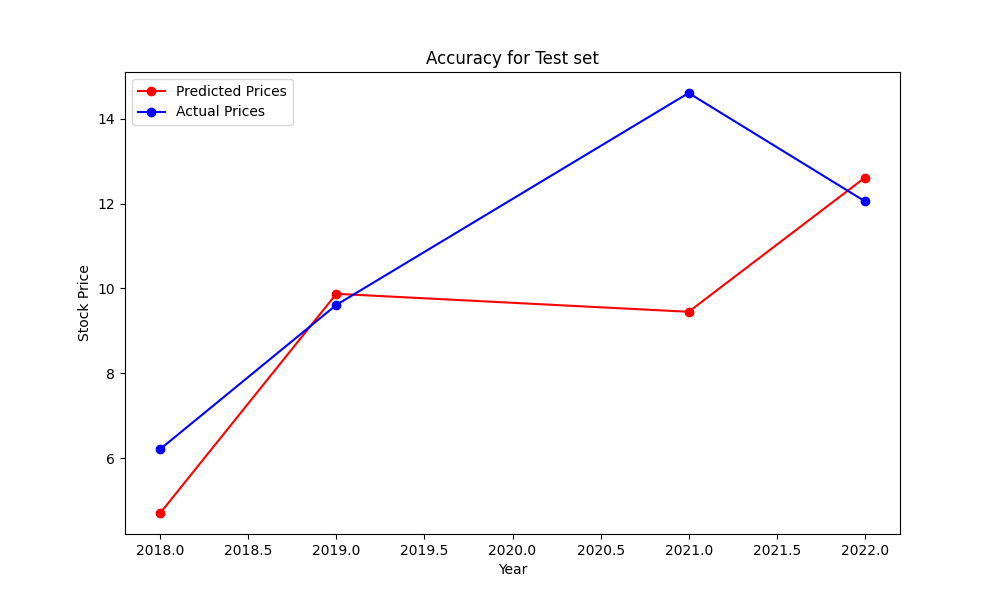 Accuracy for Test set
Predicted Prices
Actual Prices
14
12
10
8
6
Stock Price
2018.0 2018.5 2019.0 2019.5 2020.0 2020.5 2021.0 2021.5 2022.0
Year